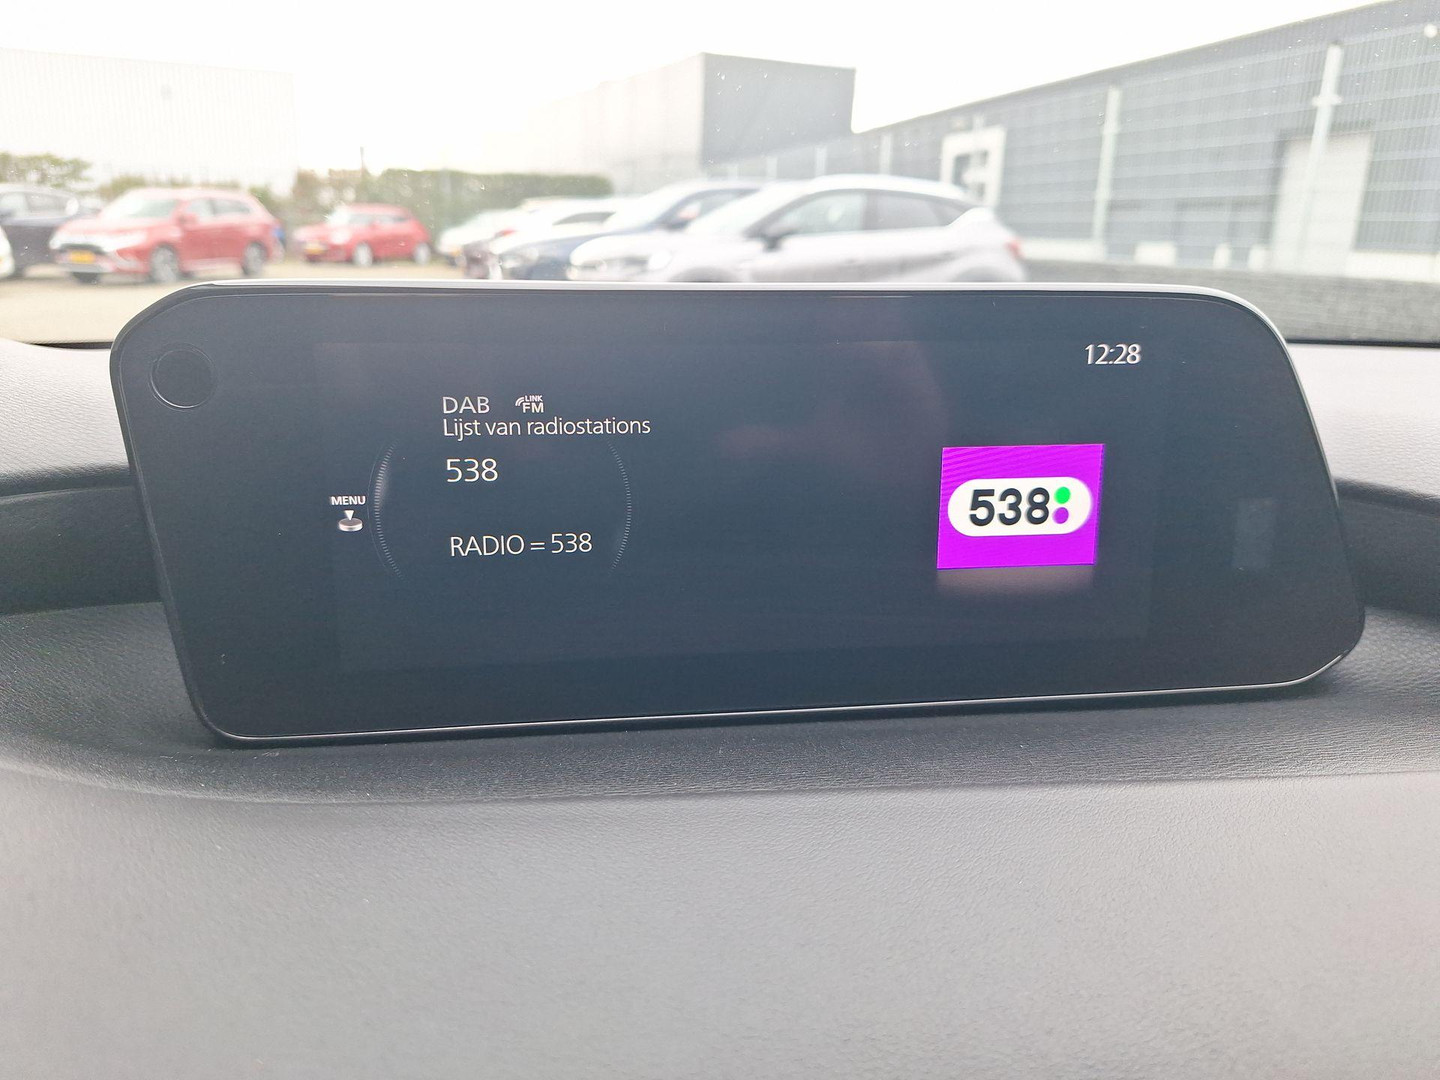 12:28
DAB LINK FM
Lijst van radiostations
538
MENU
RADIO = 538
538